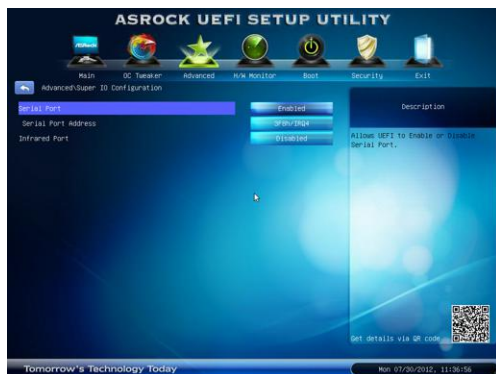 ASROCK UEFI SETUP UTILITY
Main OC Tweaker Advanced H/W Monitor Boot Security Exit
Advanced\Super IO Configuration
Serial Port Enabled
Serial Port Address 3F8h/IRQ4
Infrared Port Disabled
Description
Allows UEFI to Enable or Disable
Serial Port.
Get details via QR code
Tomorrow's Technology Today
Mon 07/30/2012, 11:36:56